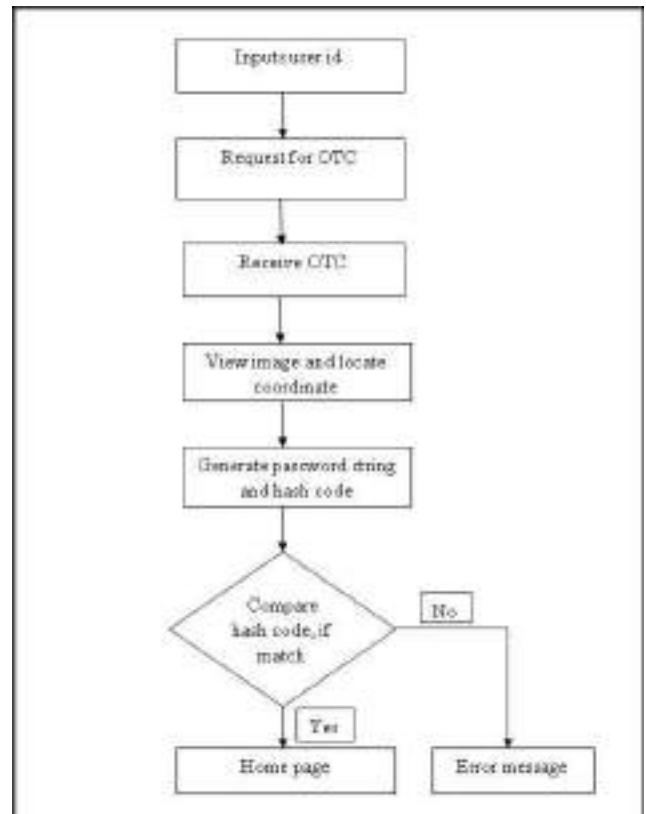 Inputs user id
Request for OTC
Receive OTC
View image and locate
coordinate
Generate password string
and hash code
Compare
hash code, if
match
No
Yes
Home page
Error message